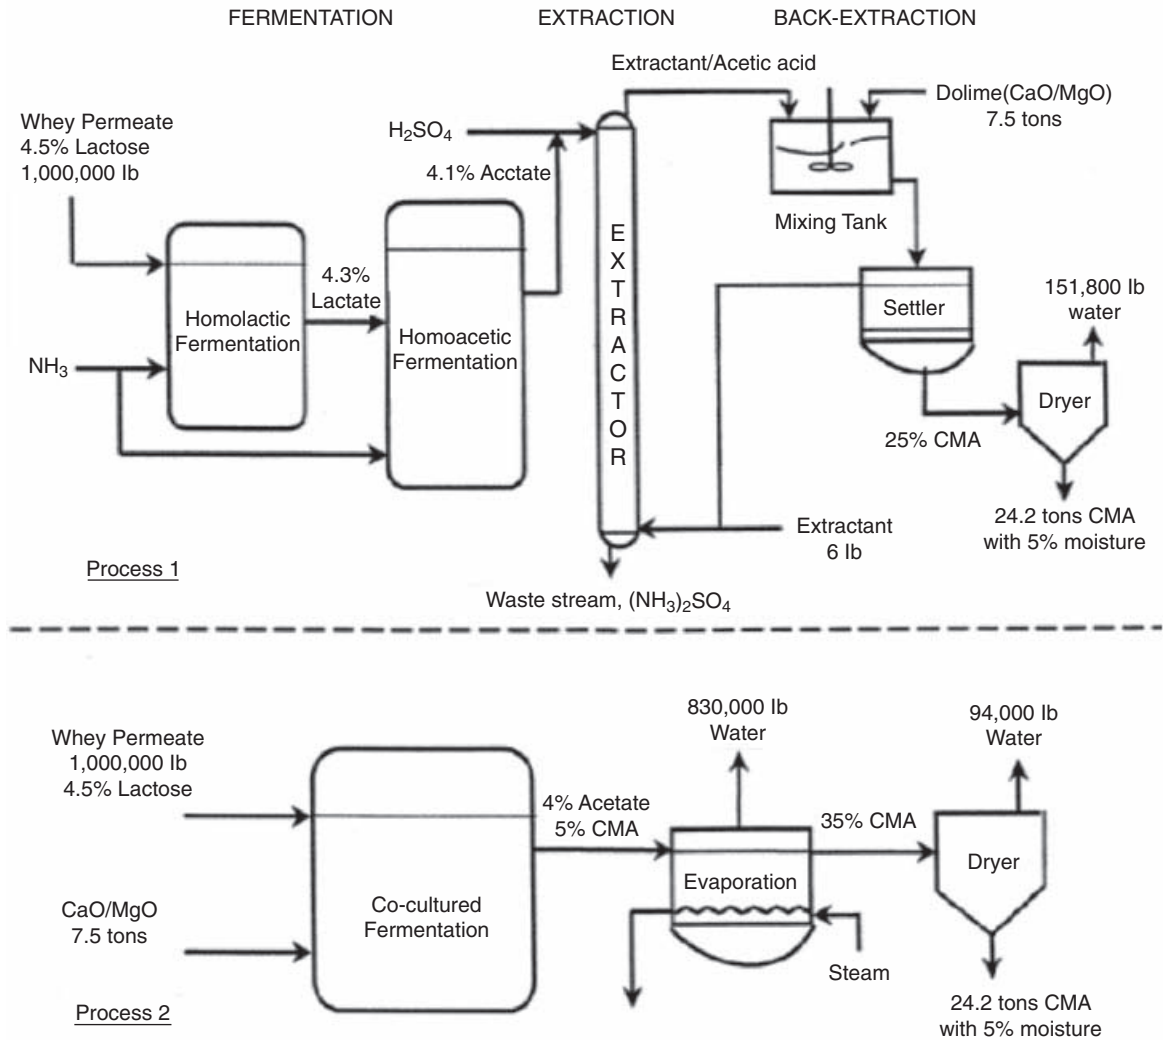 FERMENTATION
EXTRACTION
BACK-EXTRACTION
Extractant/Acetic acid
Dolime(CaO/MgO)
7.5 tons
Whey Permeate
4.5% Lactose
1,000,000 lb
H₂SO₄
4.1% Acctate
Mixing Tank
EXTRACTOR
4.3%
Lactate
Homolactic
Fermentation
Homoacetic
Fermentation
NH₃
Settler
151,800 lb
water
Dryer
25% CMA
24.2 tons CMA
with 5% moisture
Extractant
6 lb
Process 1
Waste stream, (NH₃)₂SO₄
830,000 lb
Water
94,000 lb
Water
Whey Permeate
1,000,000 lb
4.5% Lactose
4% Acetate
5% CMA
35% CMA
Evaporation
Dryer
CaO/MgO
7.5 tons
Co-cultured
Fermentation
Steam
Process 2
24.2 tons CMA
with 5% moisture